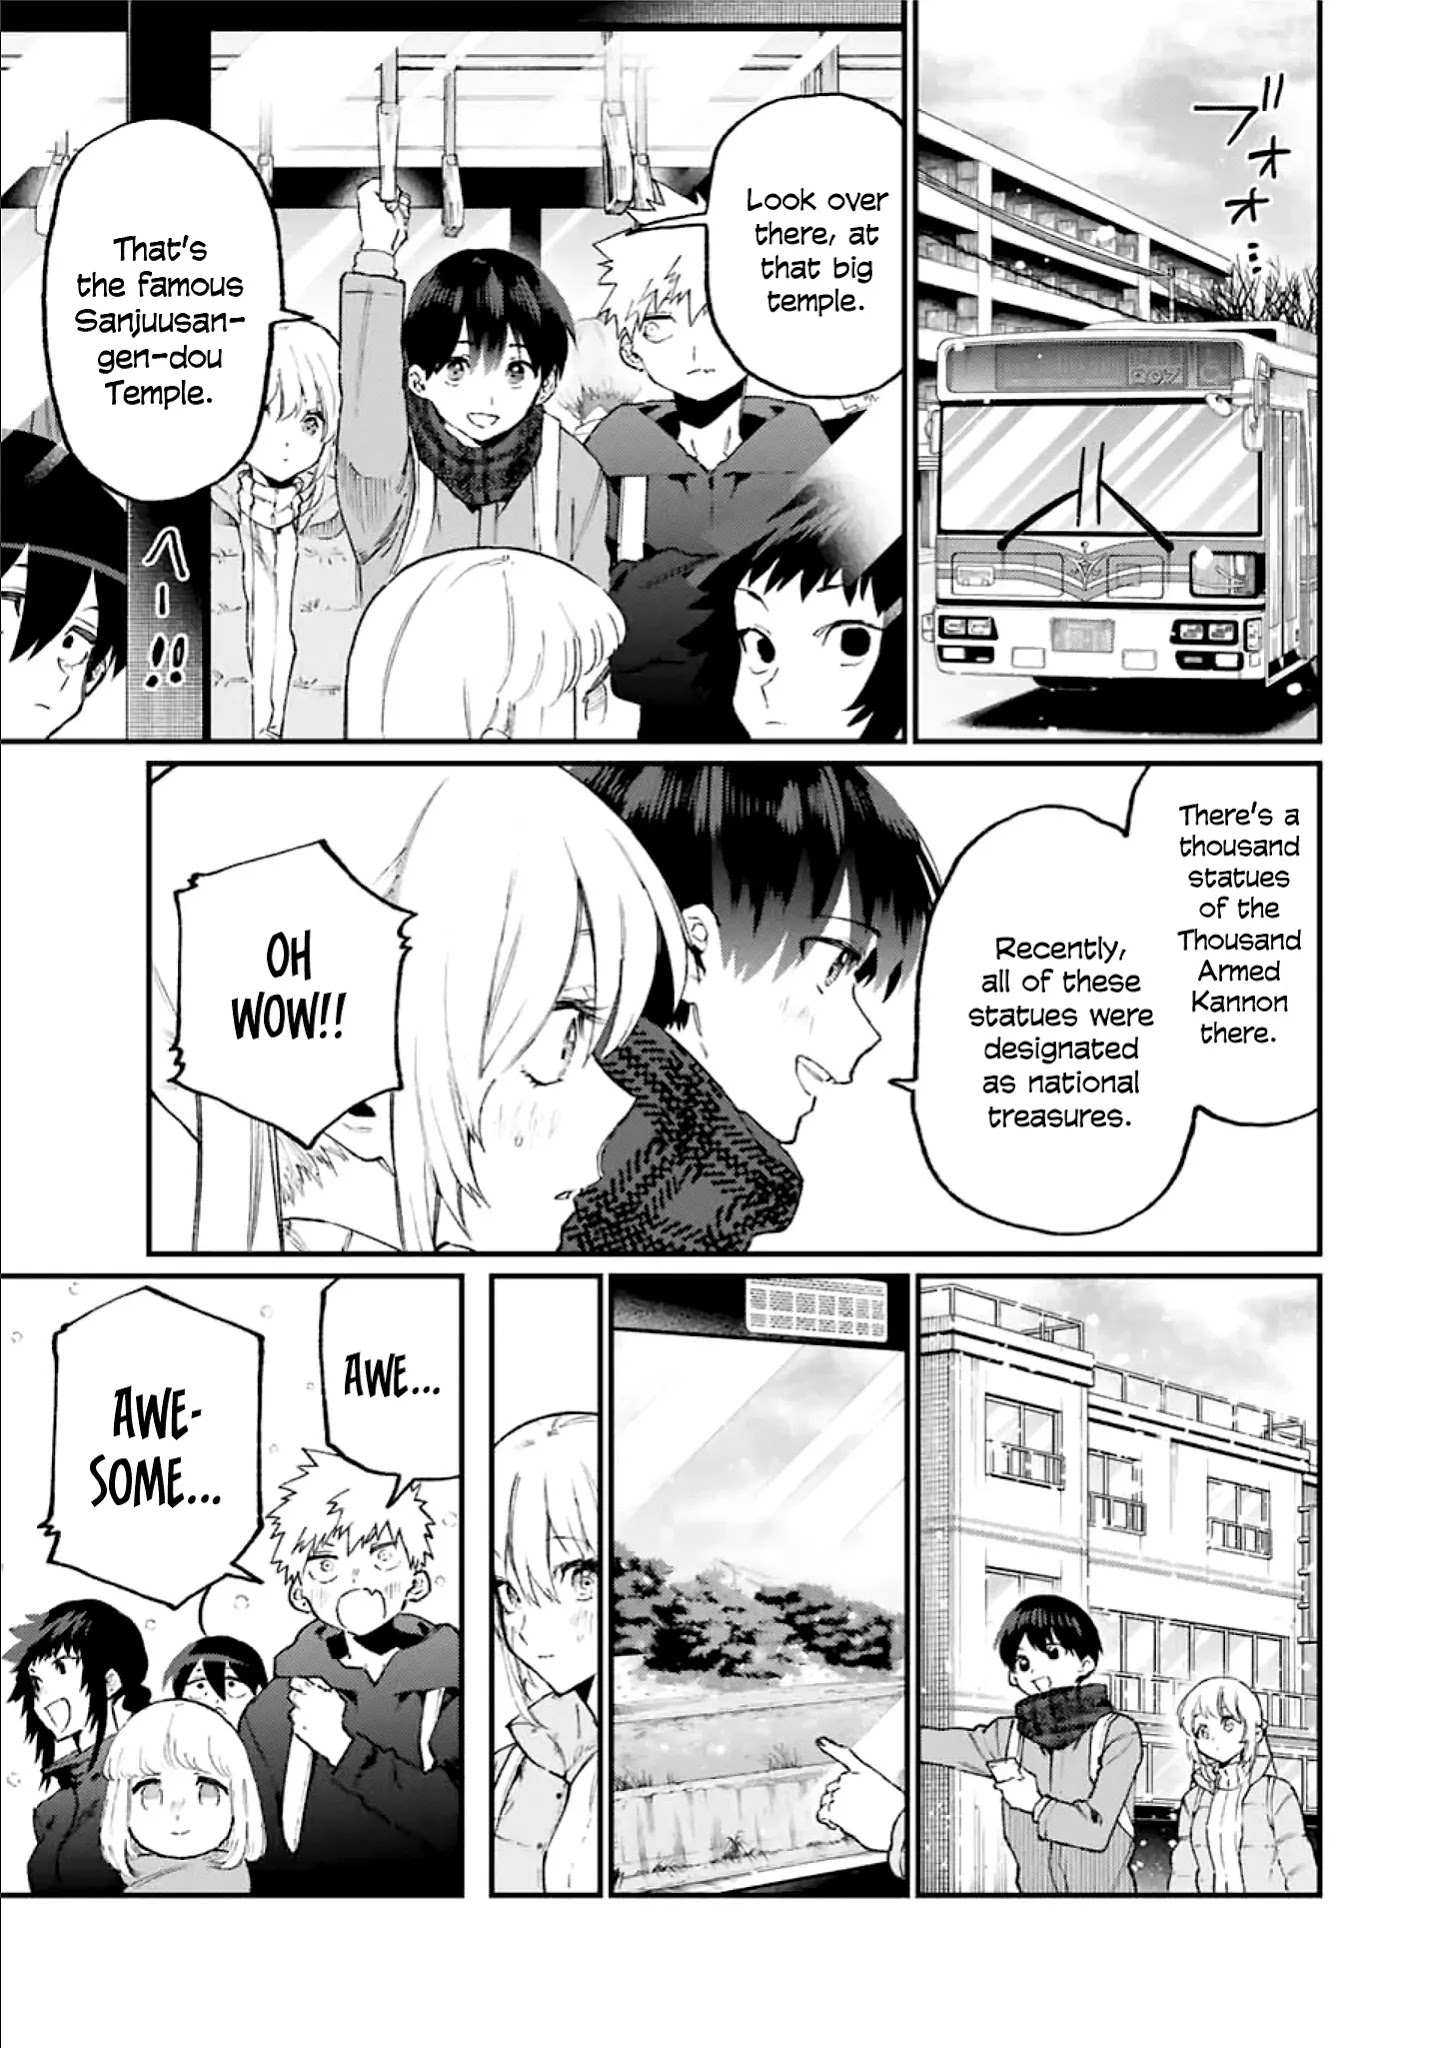 ブォォ…
Look over
there, at
that big
temple.
That's
the famous
Sanjuusan-
gen-dou
Temple.
へー!!
There's a
thousand
statues
of the
Thousand
Armed
Kannon
there.
Recently,
all of these
statues were
designated
as national
treasures.
OH
WOW!!
AWE...
AWE-
SOME...